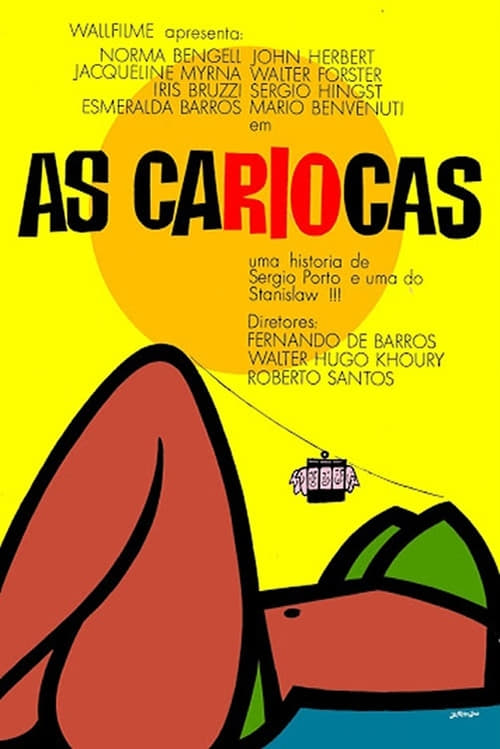 WALLFILME apresenta:
NORMA BENGELL JOHN HERBERT
JACQUELINE MYRNA WALTER FORSTER
IRIS BRUZZI SERGIO HINGST
ESMERALDA BARROS MARIO BENVENUTI
em
AS CARIOCAS
uma historia de
Sergio Porto e uma do
Stanislaw !!!
Diretores:
FERNANDO DE BARROS
WALTER HUGO KHOURY
ROBERTO SANTOS